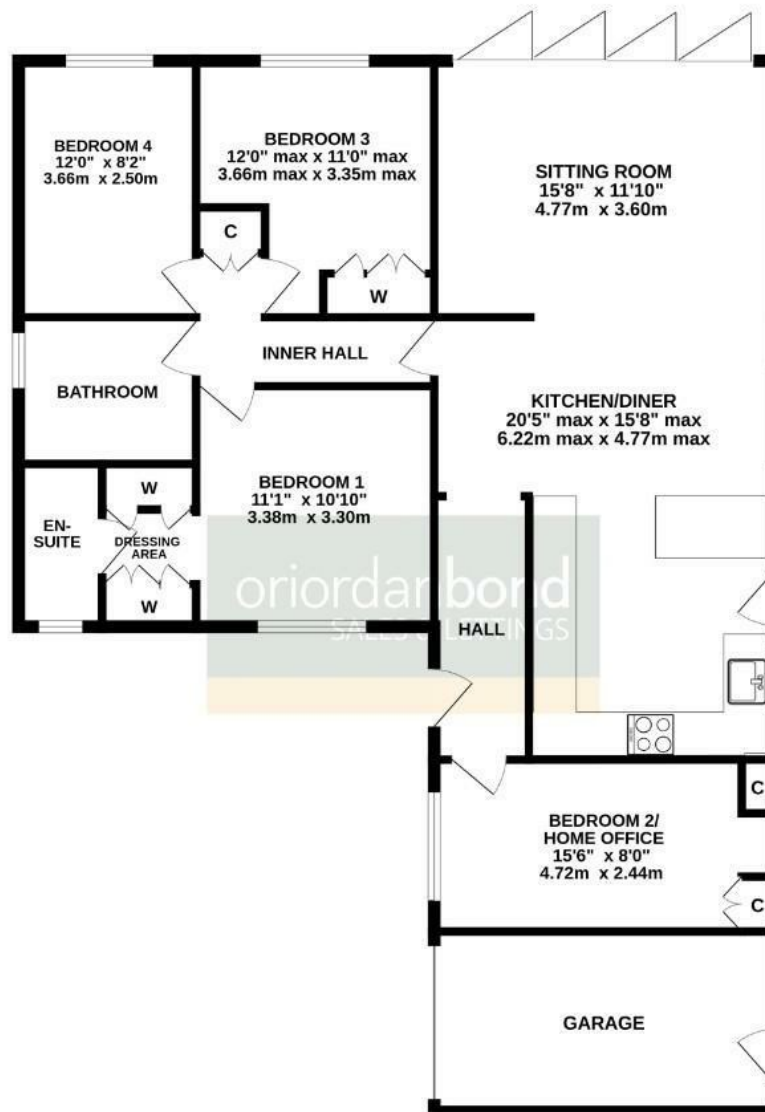 BEDROOM 4
12'0" x 8'2"
3.66m x 2.50m
BEDROOM 3
12'0" max x 11'0" max
3.66m max x 3.35m max
SITTING ROOM
15'8" x 11'10"
4.77m x 3.60m
C
W
INNER HALL
BATHROOM
KITCHEN/DINER
20'5" max x 15'8" max
6.22m max x 4.77m max
BEDROOM 1
11'1" x 10'10"
3.38m x 3.30m
W
EN-
SUITE
DRESSING
AREA
W
oriordan bond
SALES & LETTINGS
HALL
C
BEDROOM 2/
HOME OFFICE
15'6" x 8'0"
4.72m x 2.44m
C
GARAGE